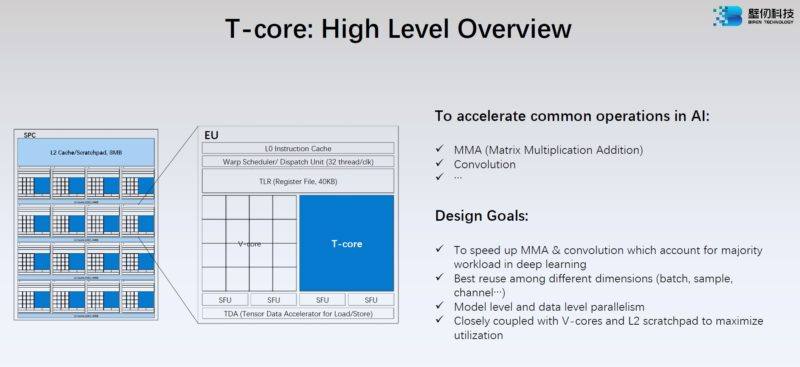 壁仞科技
BIREN TECHNOLOGY
T-core: High Level Overview
SPC
L2 Cache/Scratchpad, 8MB
EU
L0 Instruction Cache
Warp Scheduler/ Dispatch Unit (32 thread/clk)
TLR (Register File, 40KB)
V-core
T-core
SFU
SFU
SFU
SFU
TDA (Tensor Data Accelerator for Load/Store)
To accelerate common operations in AI:
✓ MMA (Matrix Multiplication Addition)
✓ Convolution
✓ …
Design Goals:
✓ To speed up MMA & convolution which account for majority
workload in deep learning
✓ Best reuse among different dimensions (batch, sample,
channel…)
✓ Model level and data level parallelism
✓ Closely coupled with V-cores and L2 scratchpad to maximize
utilization